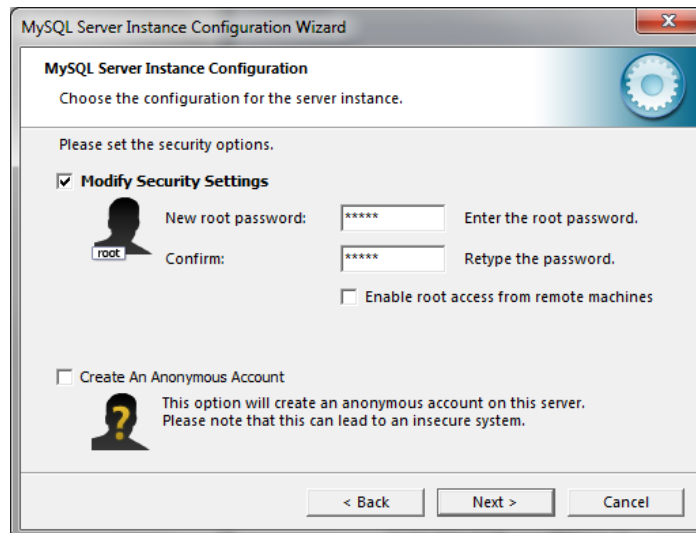 MySQL Server Instance Configuration Wizard
MySQL Server Instance Configuration
Choose the configuration for the server instance.
Please set the security options.
Modify Security Settings
New root password: ***** Enter the root password.
root
Confirm: ***** Retype the password.
Enable root access from remote machines
Create An Anonymous Account
This option will create an anonymous account on this server.
Please note that this can lead to an insecure system.
< Back Next > Cancel